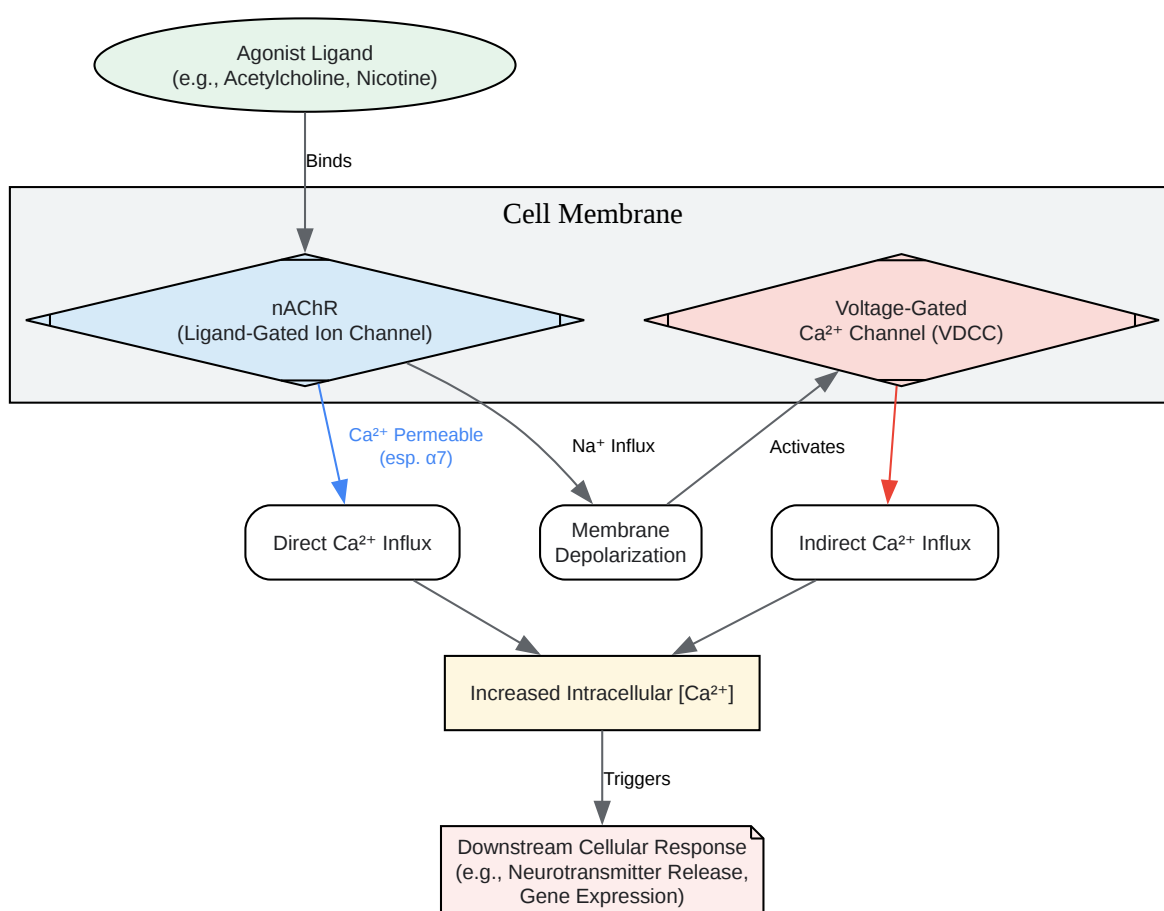 Agonist Ligand
(e.g., Acetylcholine, Nicotine)
Binds
Cell Membrane
nAChR
(Ligand-Gated Ion Channel)
Voltage-Gated
Ca²⁺ Channel (VDCC)
Ca²⁺ Permeable
(esp. α7)
Na⁺ Influx
Activates
Direct Ca²⁺ Influx
Membrane
Depolarization
Indirect Ca²⁺ Influx
Increased Intracellular [Ca²⁺]
Triggers
Downstream Cellular Response
(e.g., Neurotransmitter Release,
Gene Expression)